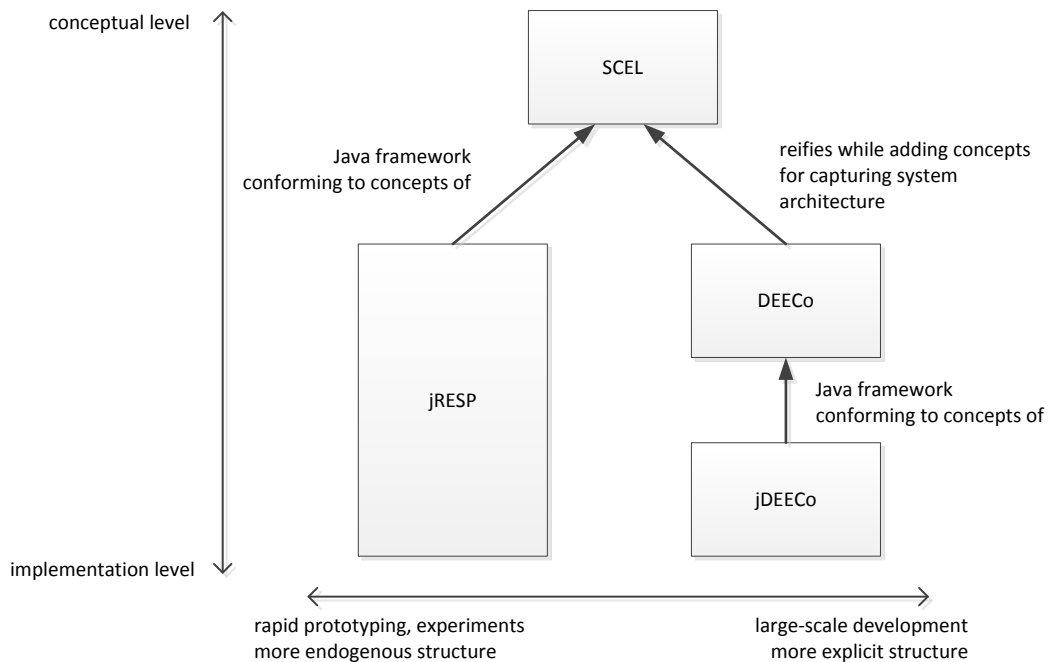 conceptual level
SCEL
Java framework
conforming to concepts of
reifies while adding concepts
for capturing system
architecture
DEECo
jRESP
Java framework
conforming to concepts of
jDEECo
implementation level
rapid prototyping, experiments
more endogenous structure
large-scale development
more explicit structure